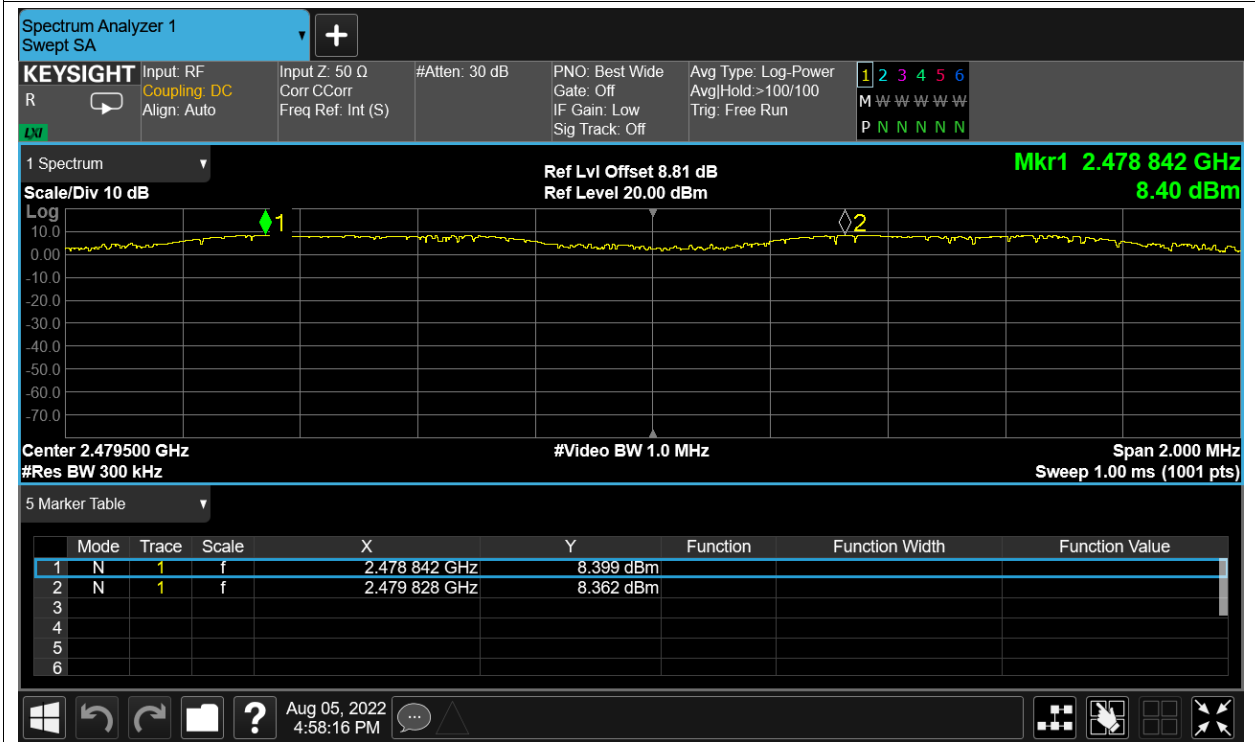 Spectrum Analyzer 1
Swept SA
+
KEYSIGHT
R
LXI
Input: RF
Coupling: DC
Align: Auto
Input Z: 50 Ω
Corr CCorr
Freq Ref: Int (S)
#Atten: 30 dB
PNO: Best Wide
Gate: Off
IF Gain: Low
Sig Track: Off
Avg Type: Log-Power
Avg|Hold:>100/100
Trig: Free Run
1 2 3 4 5 6
M W W W W W
P N N N N N
1 Spectrum
Scale/Div 10 dB
Ref Lvl Offset 8.81 dB
Ref Level 20.00 dBm
Mkr1 2.478 842 GHz
8.40 dBm
Log
10.0
0.00
-10.0
-20.0
-30.0
-40.0
-50.0
-60.0
-70.0
1
2
Center 2.479500 GHz
#Res BW 300 kHz
#Video BW 1.0 MHz
Span 2.000 MHz
Sweep 1.00 ms (1001 pts)
5 Marker Table
Mode Trace Scale X Y Function Function Width Function Value
1 N 1 f 2.478 842 GHz 8.399 dBm
2 N 1 f 2.479 828 GHz 8.362 dBm
3
4
5
6
?
Aug 05, 2022
4:58:16 PM